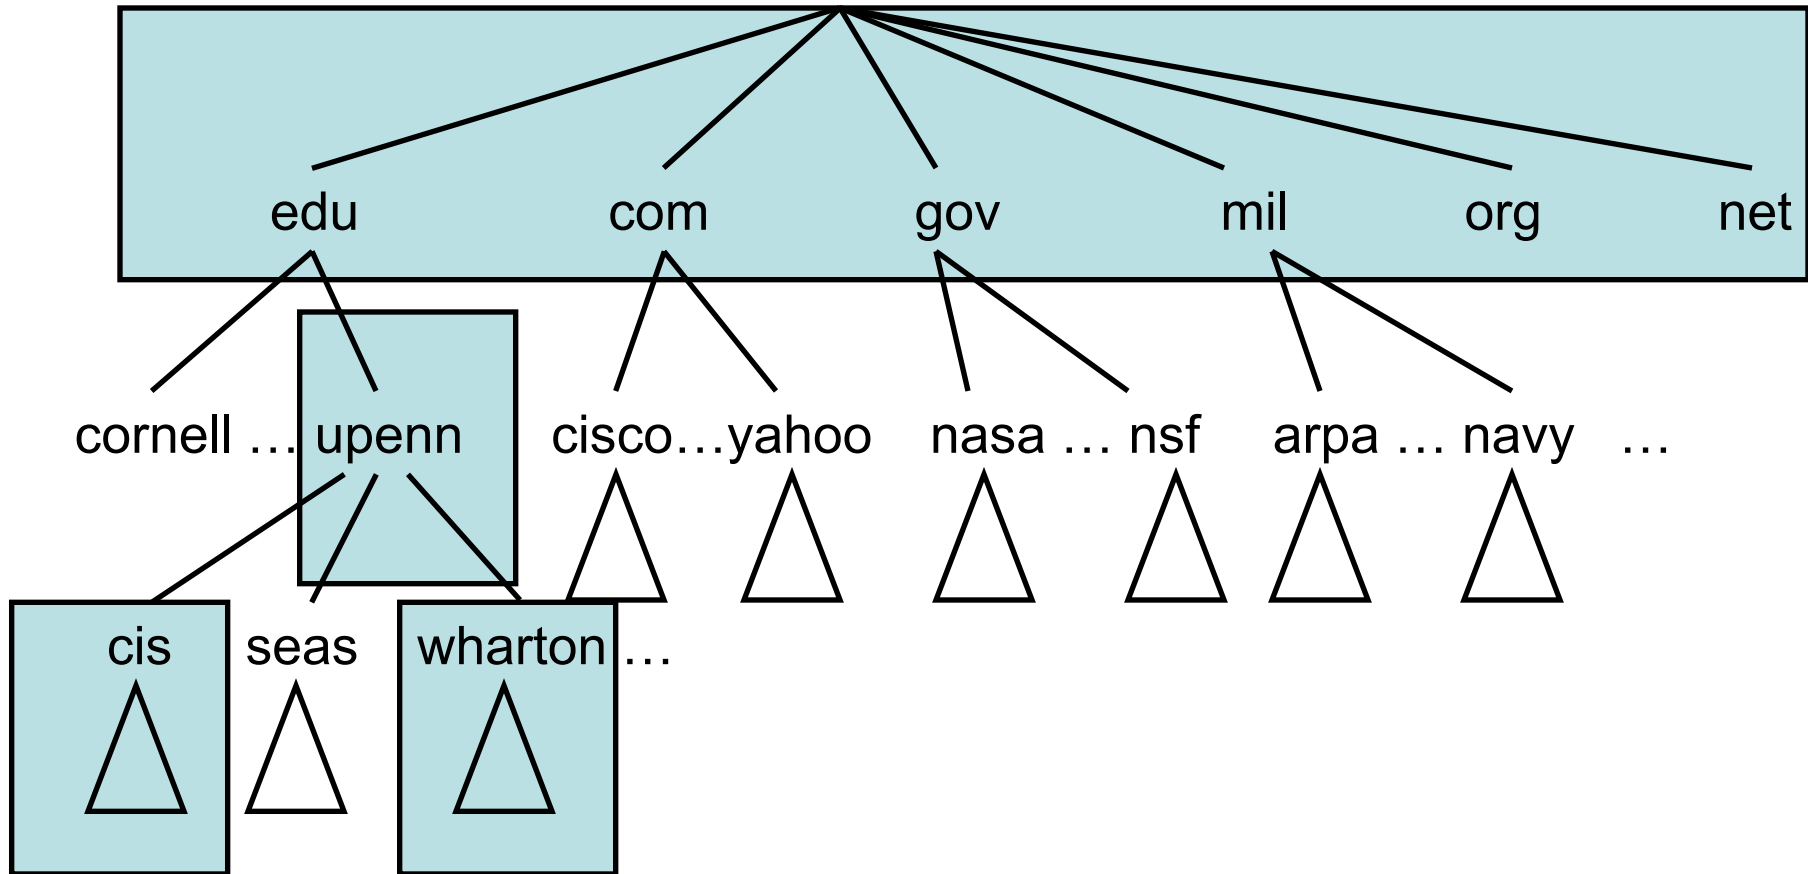 edu com gov mil org net
cornell … upenn cisco…yahoo nasa … nsf arpa … navy …
cis seas wharton …